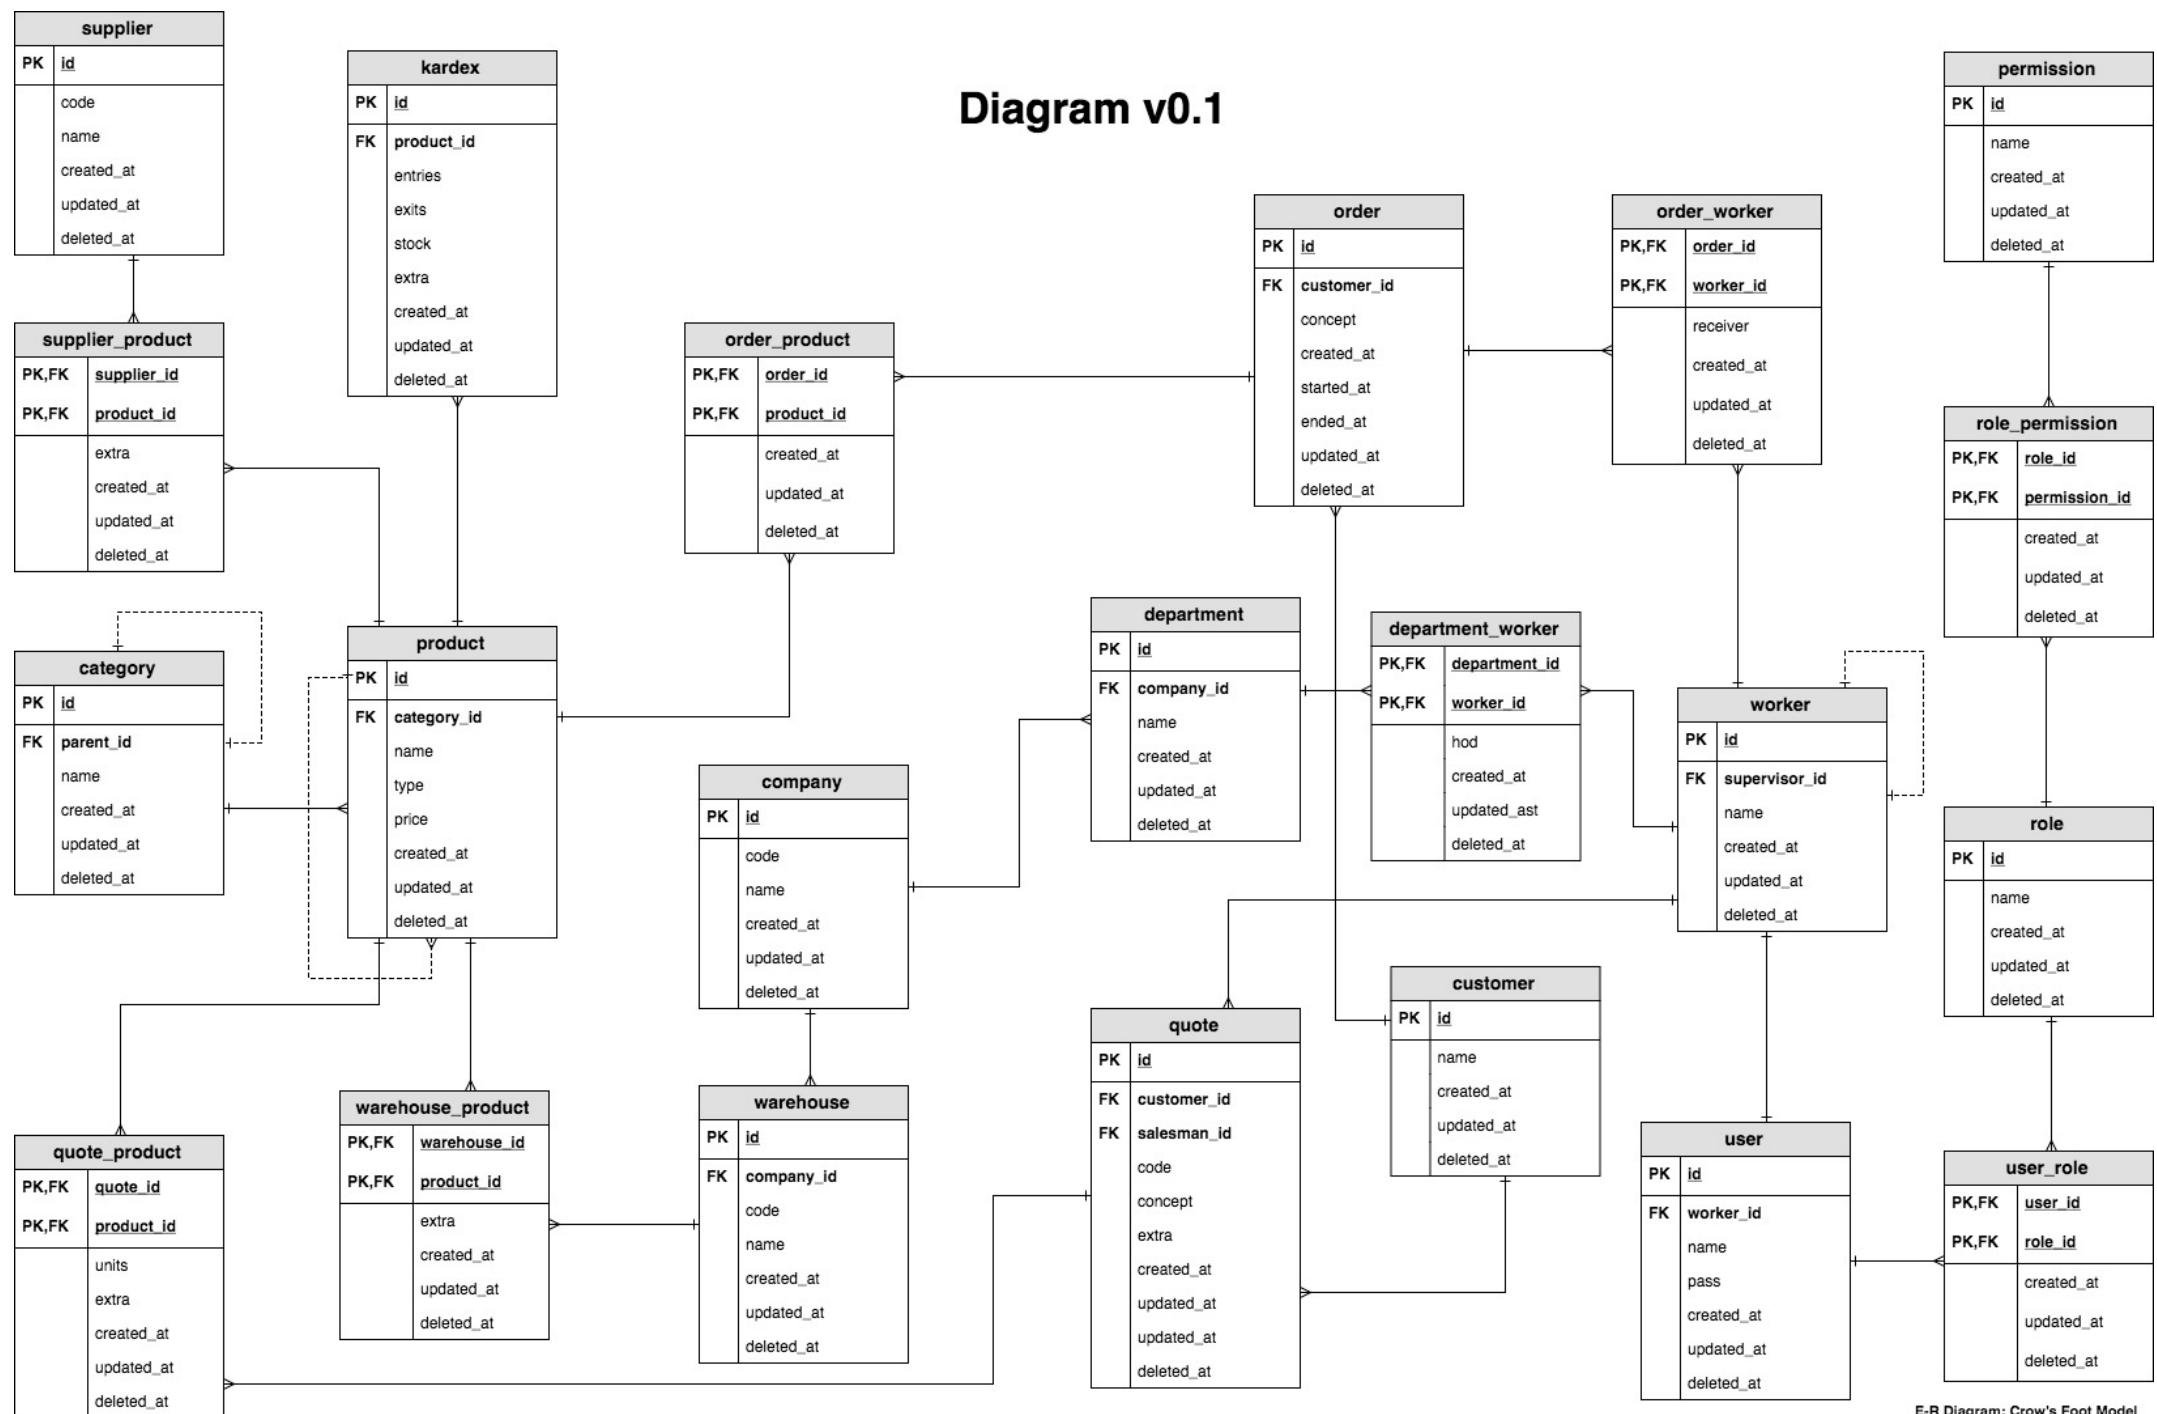 Diagram v0.1
supplier
PK id
code
name
created_at
updated_at
deleted_at
kardex
PK id
FK product_id
entries
exits
stock
extra
created_at
updated_at
deleted_at
permission
PK id
name
created_at
updated_at
deleted_at
order
PK id
FK customer_id
concept
created_at
started_at
ended_at
updated_at
deleted_at
order_worker
PK,FK order_id
PK,FK worker_id
receiver
created_at
updated_at
deleted_at
supplier_product
PK,FK supplier_id
PK,FK product_id
extra
created_at
updated_at
deleted_at
order_product
PK,FK order_id
PK,FK product_id
created_at
updated_at
deleted_at
role_permission
PK,FK role_id
PK,FK permission_id
created_at
updated_at
deleted_at
category
PK id
FK parent_id
name
created_at
updated_at
deleted_at
product
PK id
FK category_id
name
type
price
created_at
updated_at
deleted_at
department
PK id
FK company_id
name
created_at
updated_at
deleted_at
department_worker
PK,FK department_id
PK,FK worker_id
hod
created_at
updated_ast
deleted_at
worker
PK id
FK supervisor_id
name
created_at
updated_at
deleted_at
company
PK id
code
name
created_at
updated_at
deleted_at
role
PK id
name
created_at
updated_at
deleted_at
customer
PK id
name
created_at
updated_at
deleted_at
quote
PK id
FK customer_id
FK salesman_id
code
concept
extra
created_at
updated_at
updated_at
deleted_at
quote_product
PK,FK quote_id
PK,FK product_id
units
extra
created_at
updated_at
deleted_at
warehouse_product
PK,FK warehouse_id
PK,FK product_id
extra
created_at
updated_at
deleted_at
warehouse
PK id
FK company_id
code
name
created_at
updated_at
deleted_at
user
PK id
FK worker_id
name
pass
created_at
updated_at
deleted_at
user_role
PK,FK user_id
PK,FK role_id
created_at
updated_at
deleted_at
E-R Diagram: Crow's Foot Model